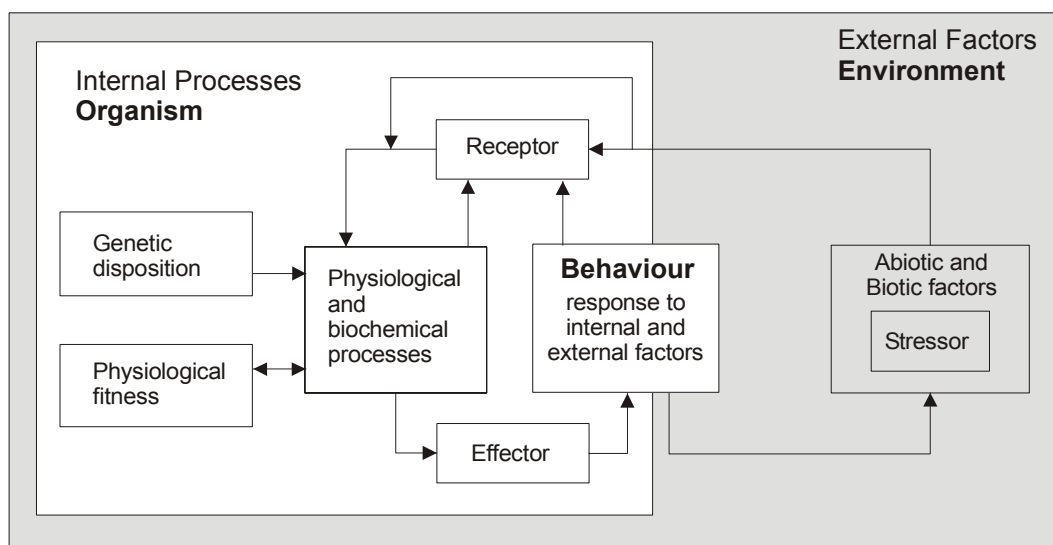 Internal Processes
Organism
External Factors
Environment
Receptor
Genetic
disposition
Physiological
and
biochemical
processes
Behaviour
response to
internal and
external factors
Abiotic and
Biotic factors
Stressor
Physiological
fitness
Effector